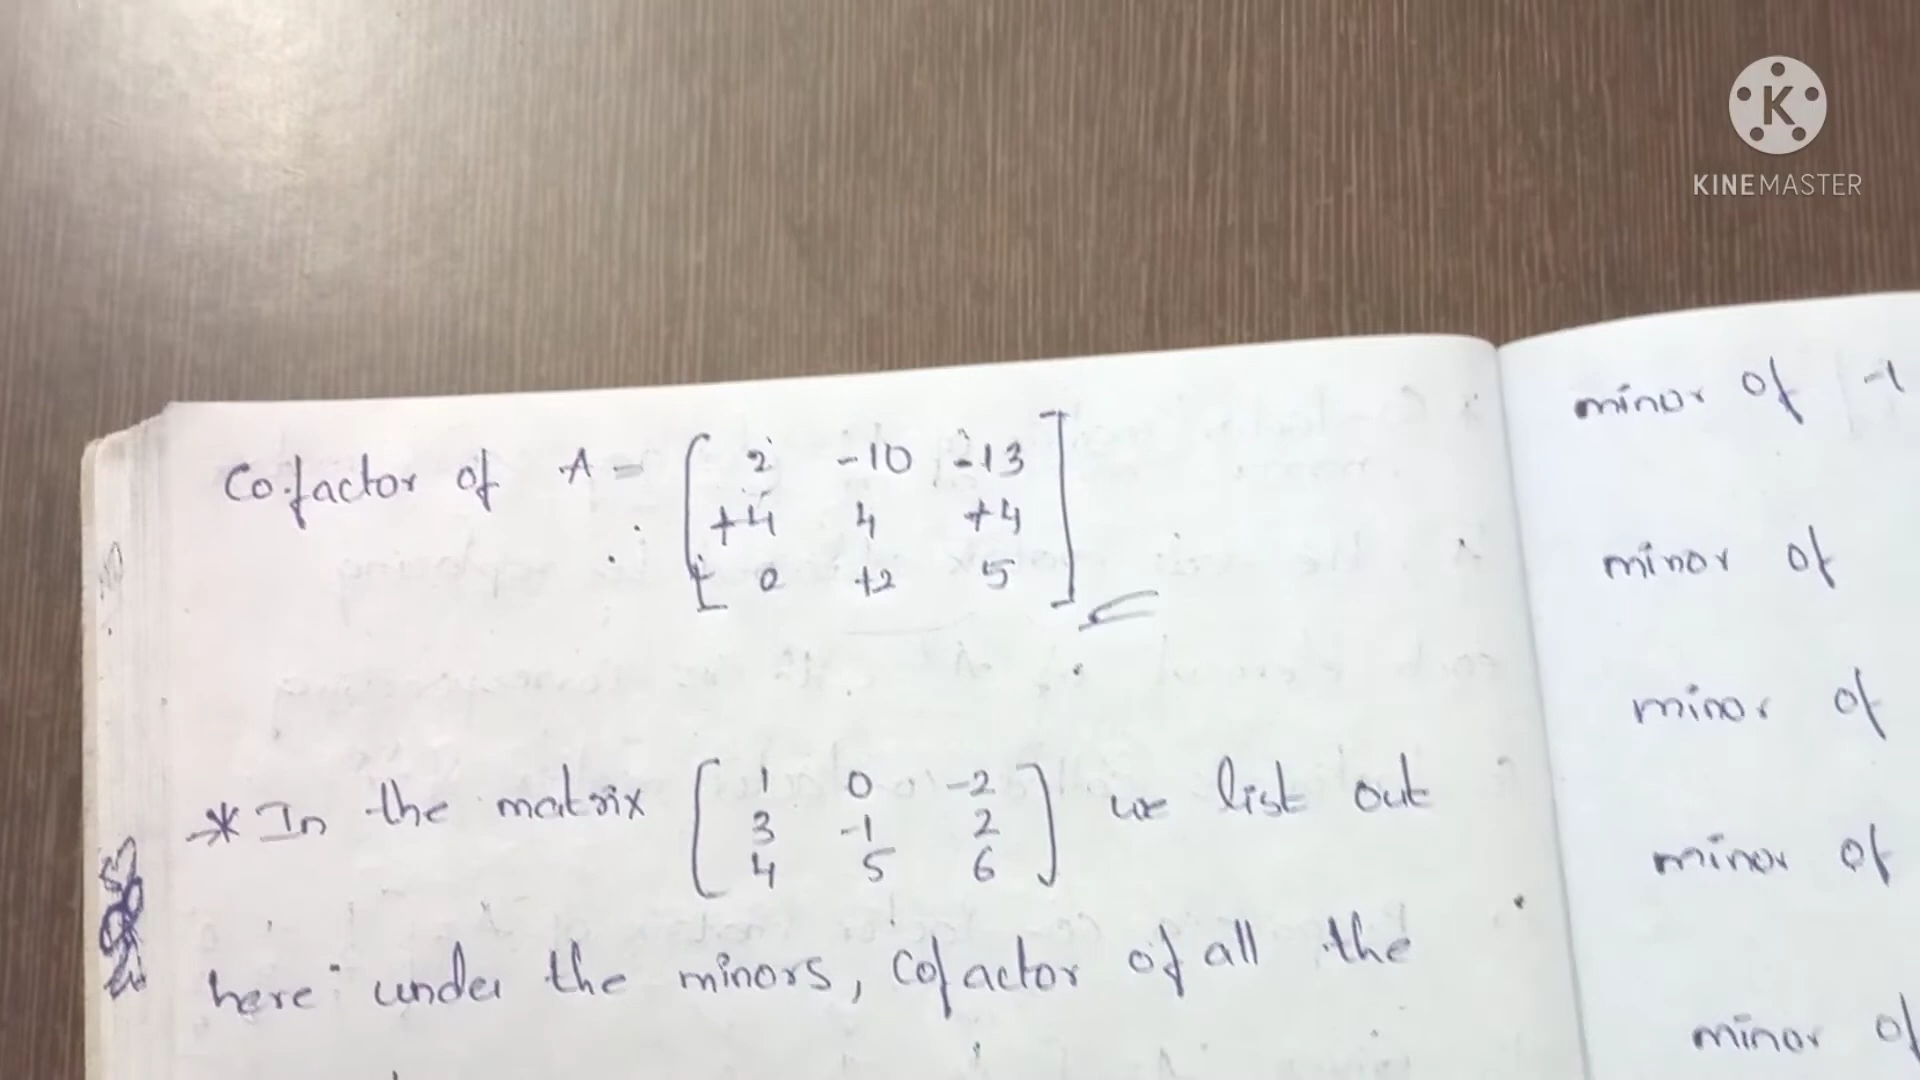 KINEMASTER
Cofactor of A = [ 2 -10 -13
+4 4 +4
0 +2 5 ]
* In the matrix [ 1 0 -2
3 -1 2
4 5 6 ] we list out
here under the minors, Cofactor of all the
minor of -1
minor of
minor of
minor of
minor of